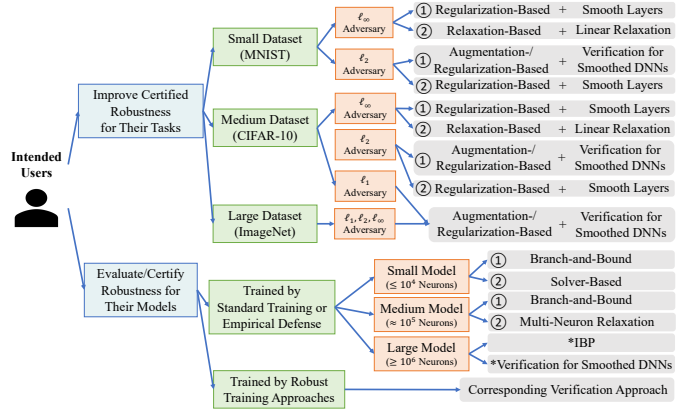 Intended
Users
Improve Certified
Robustness
for Their Tasks
Small Dataset
(MNIST)
ℓ∞
Adversary
① Regularization-Based + Smooth Layers
② Relaxation-Based + Linear Relaxation
ℓ2
Adversary
① Augmentation-/
Regularization-Based + Verification for
Smoothed DNNs
② Regularization-Based + Smooth Layers
Medium Dataset
(CIFAR-10)
ℓ∞
Adversary
① Regularization-Based + Smooth Layers
② Relaxation-Based + Linear Relaxation
ℓ2
Adversary
① Augmentation-/
Regularization-Based + Verification for
Smoothed DNNs
② Regularization-Based + Smooth Layers
ℓ1
Adversary
Large Dataset
(ImageNet)
ℓ1, ℓ2, ℓ∞
Adversary
Augmentation-/
Regularization-Based + Verification for
Smoothed DNNs
Evaluate/Certify
Robustness for
Their Models
Trained by
Standard Training or
Empirical Defense
Small Model
(≤ 10⁴ Neurons)
① Branch-and-Bound
② Solver-Based
Medium Model
(≈ 10⁵ Neurons)
① Branch-and-Bound
② Multi-Neuron Relaxation
Large Model
(≥ 10⁶ Neurons)
*IBP
*Verification for Smoothed DNNs
Trained by Robust
Training Approaches
Corresponding Verification Approach